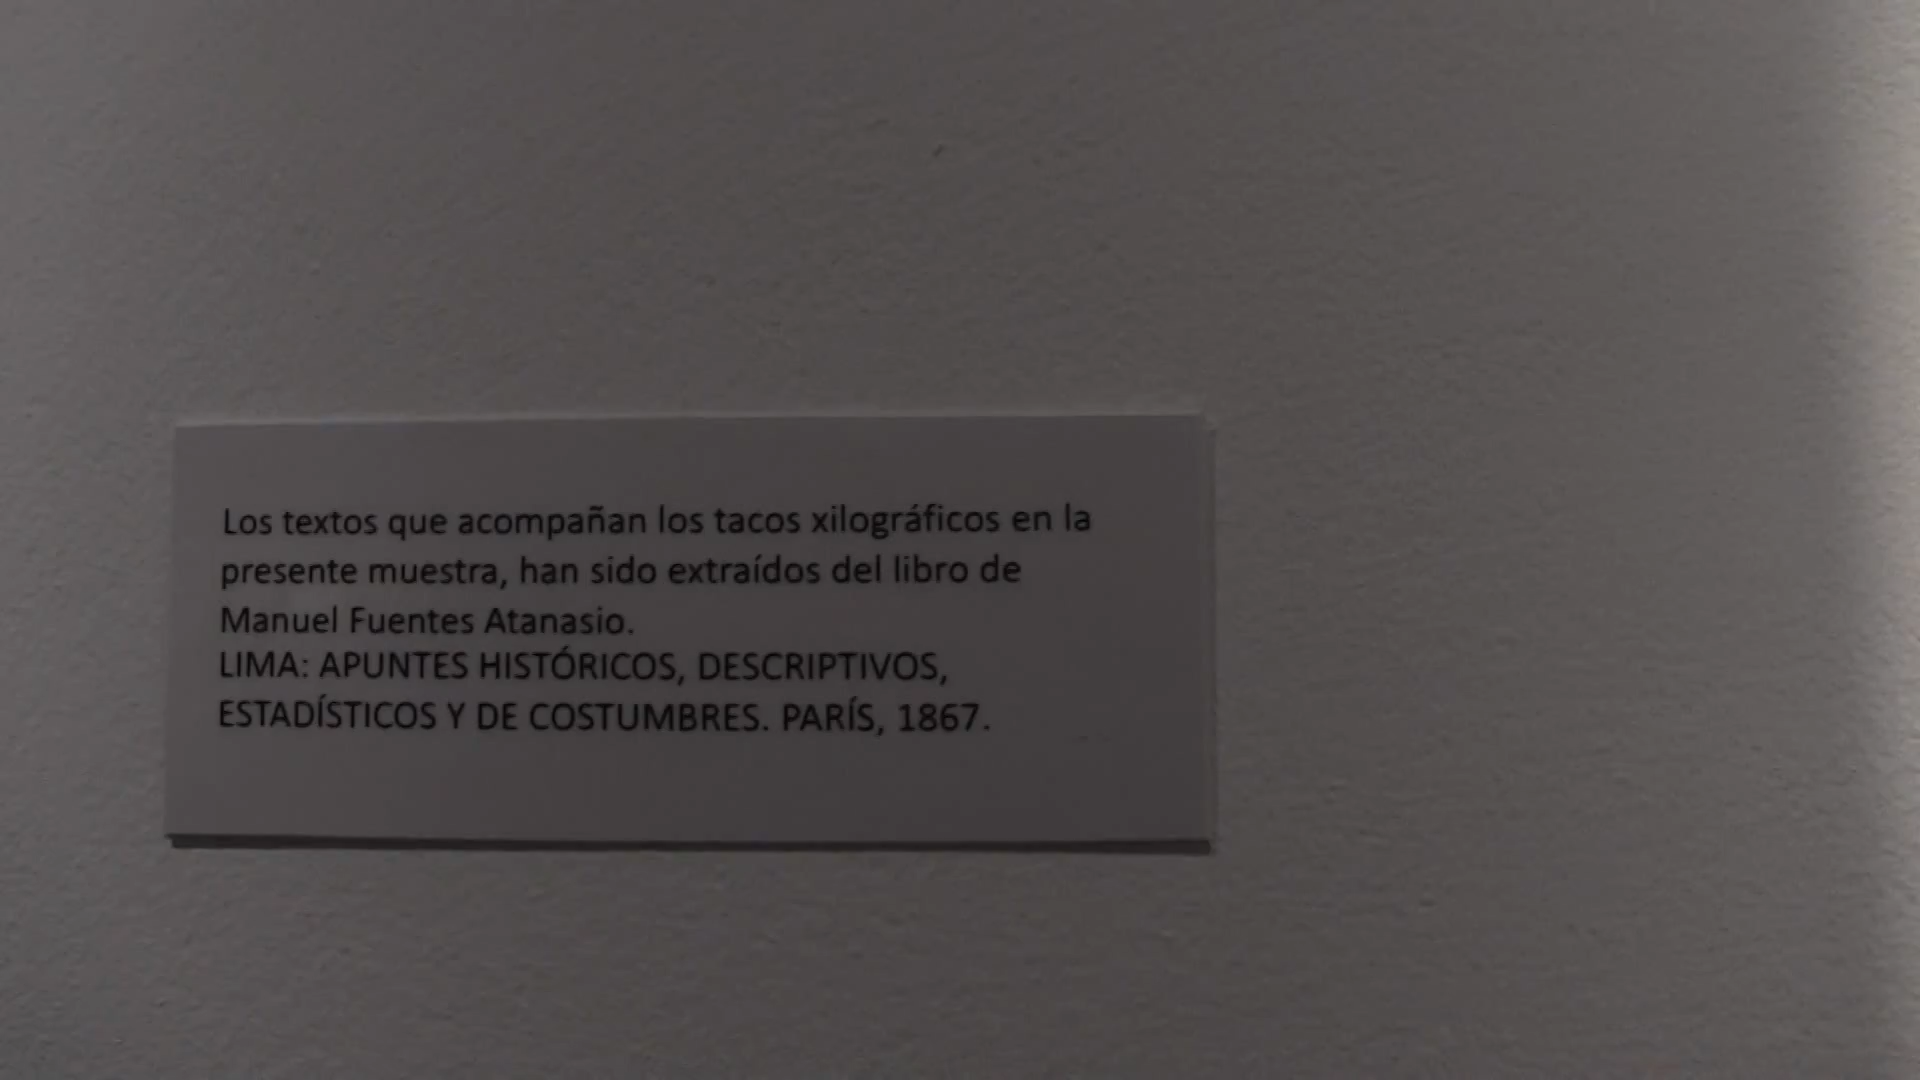 Los textos que acompañan los tacos xilográficos en la
presente muestra, han sido extraídos del libro de
Manuel Fuentes Atanasio.
LIMA: APUNTES HISTÓRICOS, DESCRIPTIVOS,
ESTADÍSTICOS Y DE COSTUMBRES. PARÍS, 1867.